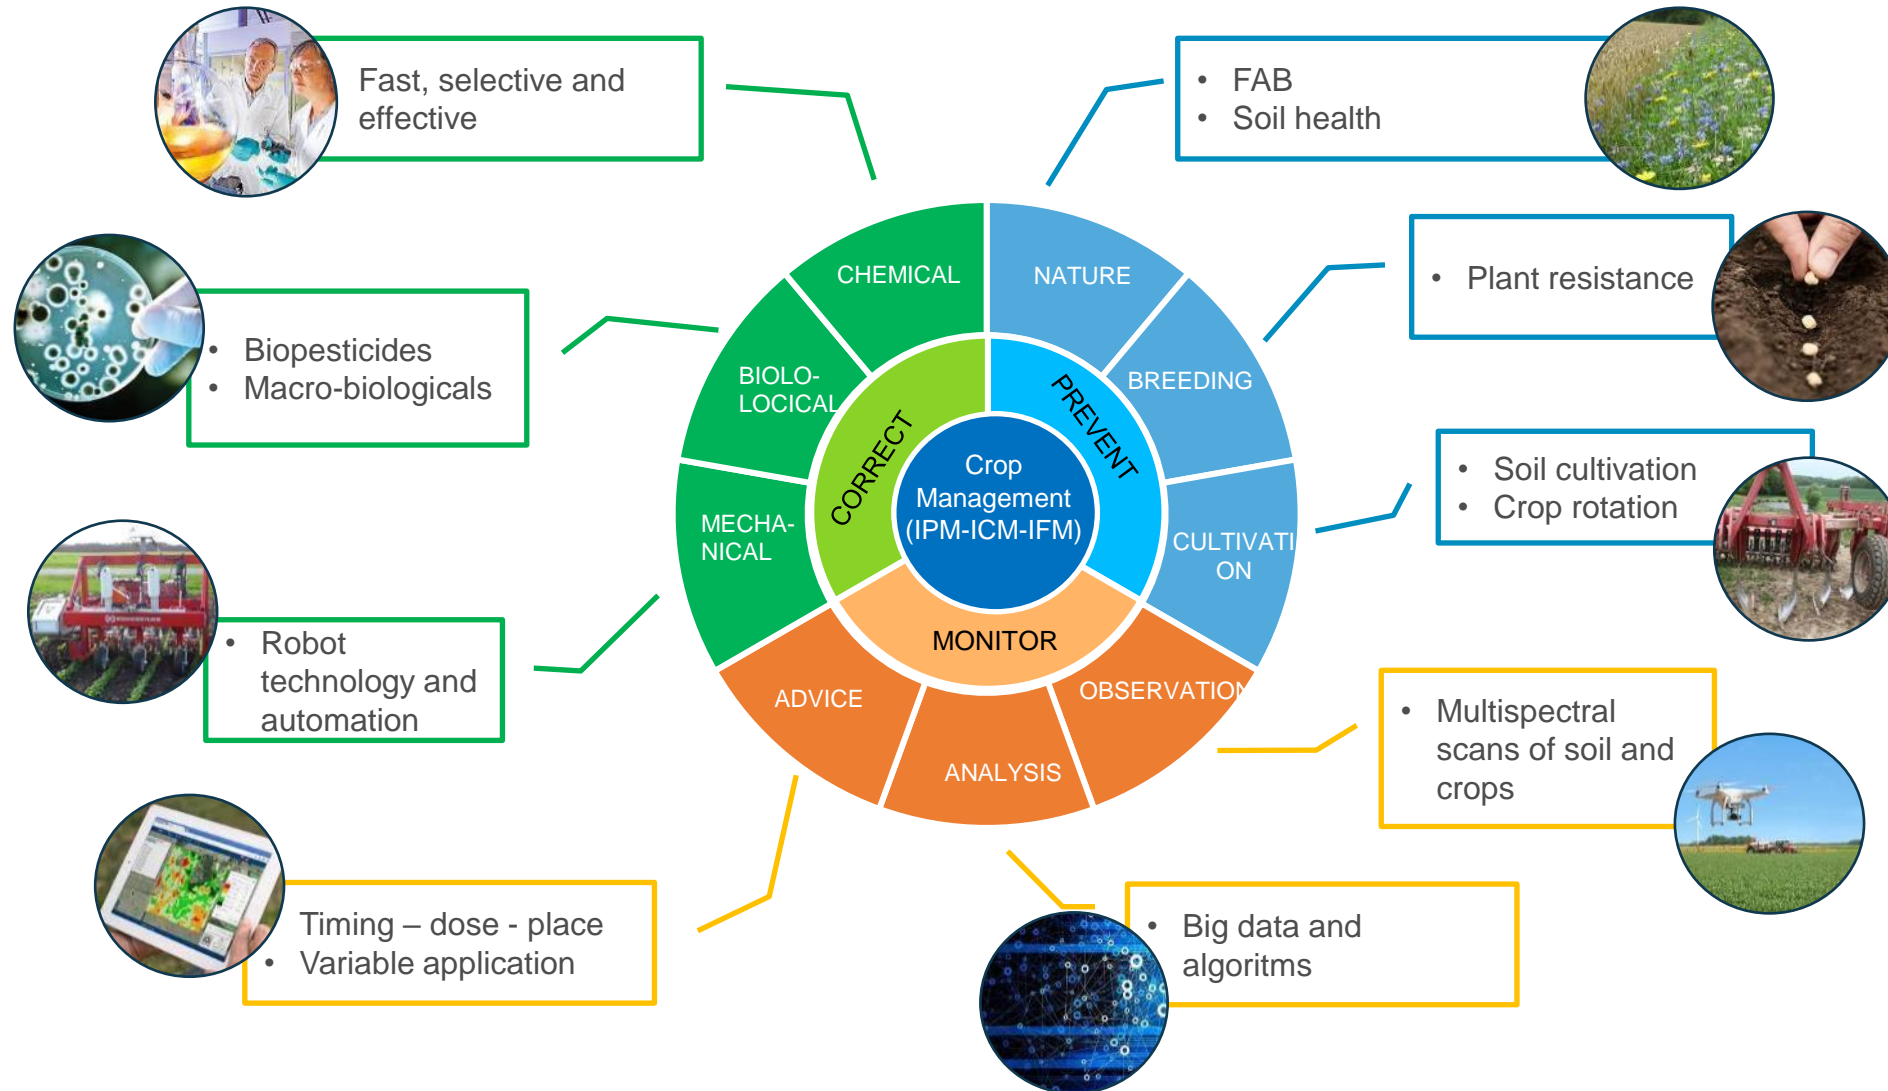 Fast, selective and
effective
• FAB
• Soil health
• Plant resistance
• Soil cultivation
• Crop rotation
• Multispectral
scans of soil and
crops
• Big data and
algoritms
Timing – dose - place
• Variable application
• Robot
technology and
automation
• Biopesticides
• Macro-biologicals
CHEMICAL
NATURE
BREEDING
CULTIVATI
ON
OBSERVATION
ANALYSIS
ADVICE
MECHA-
NICAL
BIOLO-
LOCICAL
CORRECT
PREVENT
MONITOR
Crop
Management
(IPM-ICM-IFM)